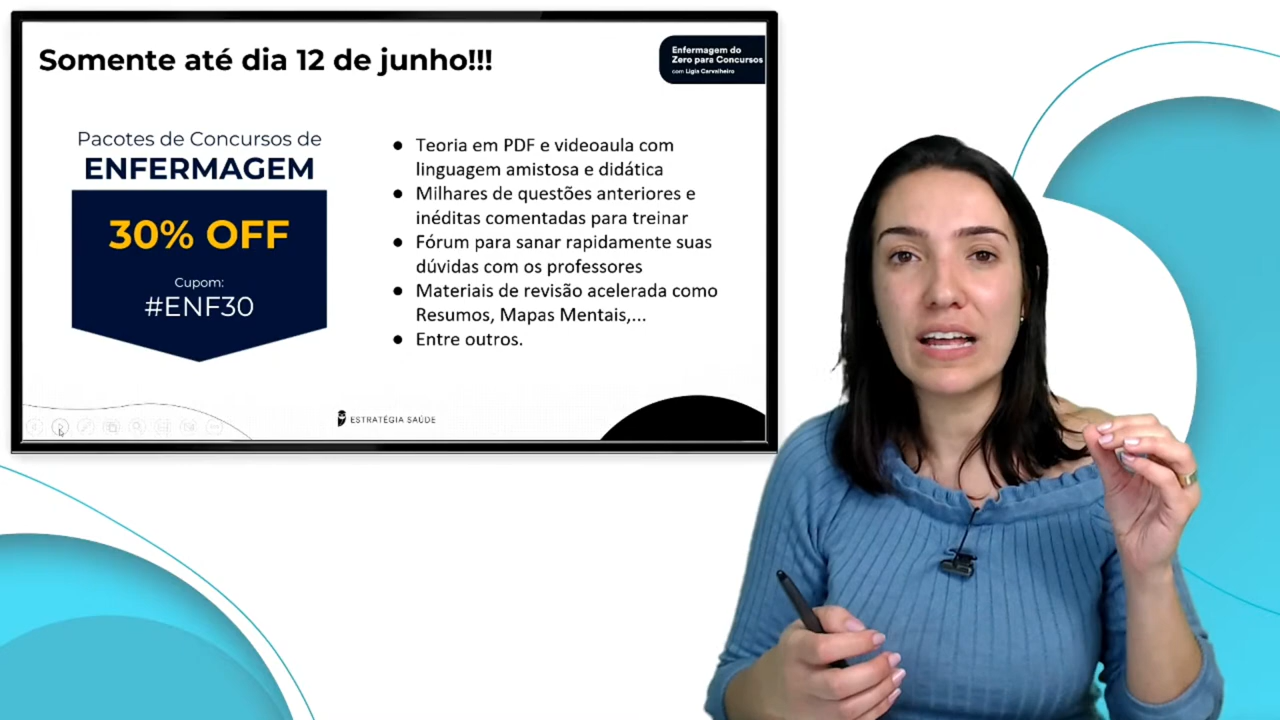 Somente até dia 12 de junho!!!
Enfermagem do
Zero para Concursos
com Lígia Carvalheiro
Pacotes de Concursos de
ENFERMAGEM
30% OFF
Cupom:
#ENF30
● Teoria em PDF e videoaula com
linguagem amistosa e didática
● Milhares de questões anteriores e
inéditas comentadas para treinar
● Fórum para sanar rapidamente suas
dúvidas com os professores
● Materiais de revisão acelerada como
Resumos, Mapas Mentais,...
● Entre outros.
ESTRATÉGIA SAÚDE